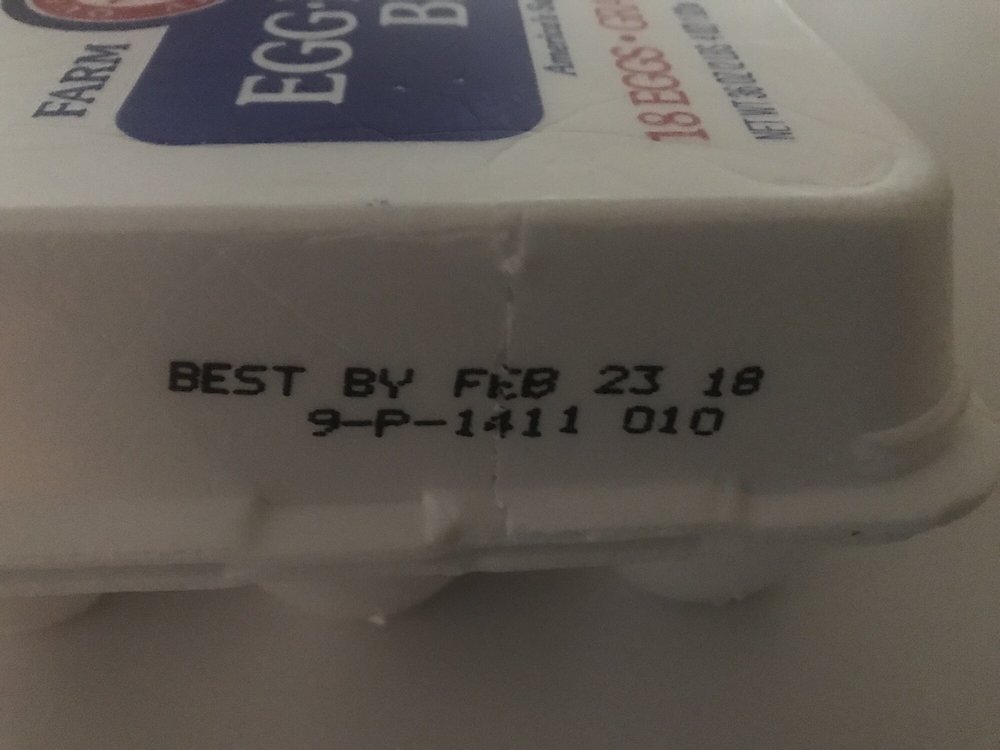 FARM
EGG
B
18 EGGS
BEST BY FEB 23 18
9-P-1411 010